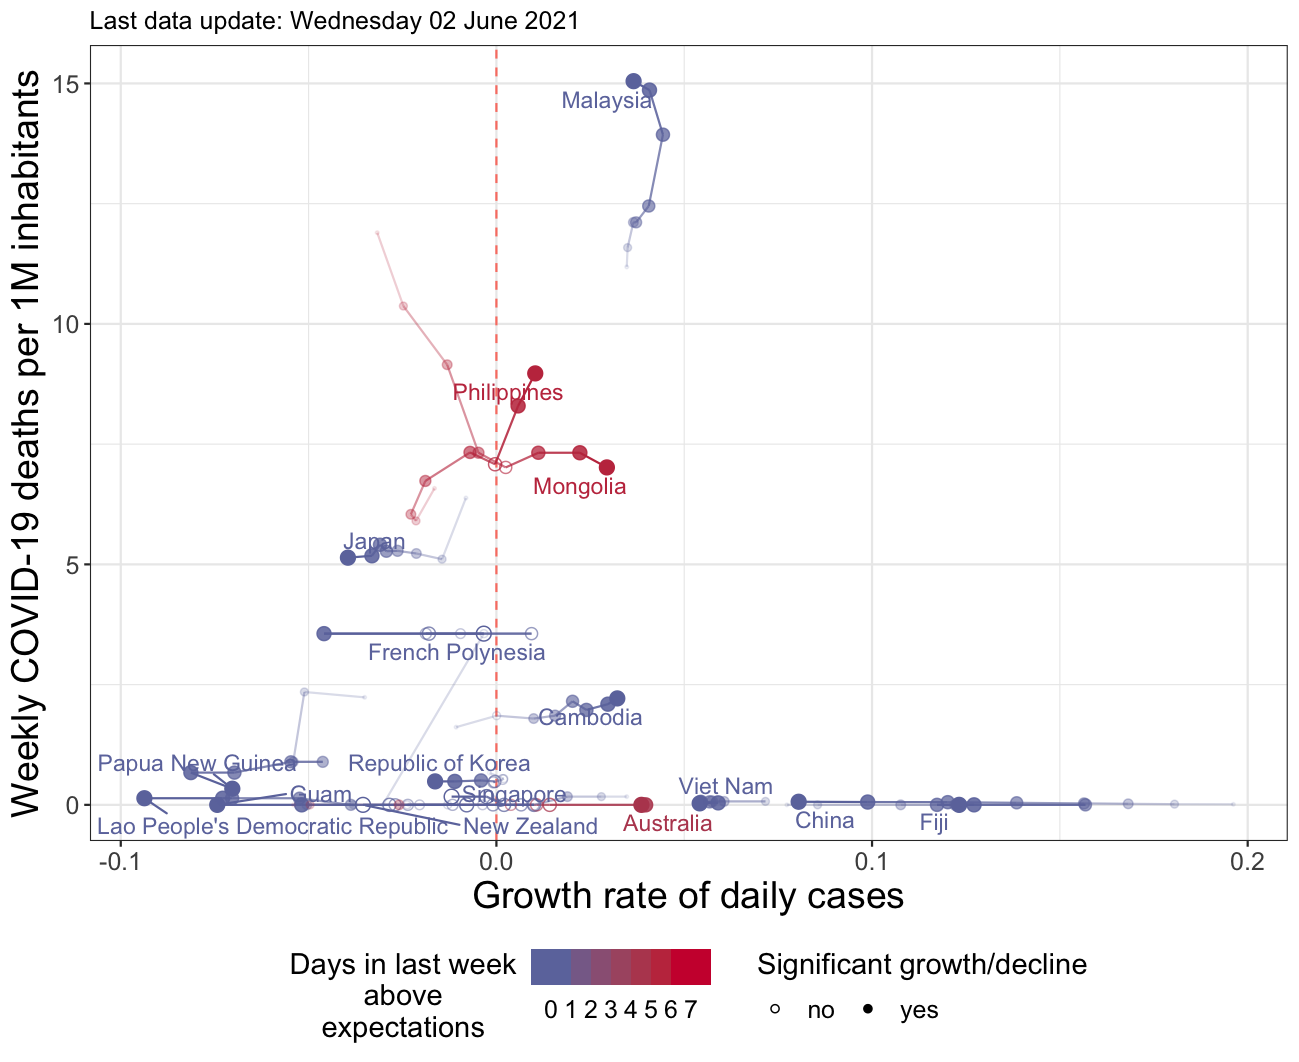 Last data update: Wednesday 02 June 2021
Weekly COVID-19 deaths per 1M inhabitants
15
10
5
0
Malaysia
Philippines
Mongolia
Japan
French Polynesia
Cambodia
Papua New Guinea
Republic of Korea
Guam
Singapore
Viet Nam
Lao People's Democratic Republic
New Zealand
Australia
China
Fiji
-0.1
0.0
0.1
0.2
Growth rate of daily cases
Days in last week
above
expectations
0 1 2 3 4 5 6 7
Significant growth/decline
no
yes